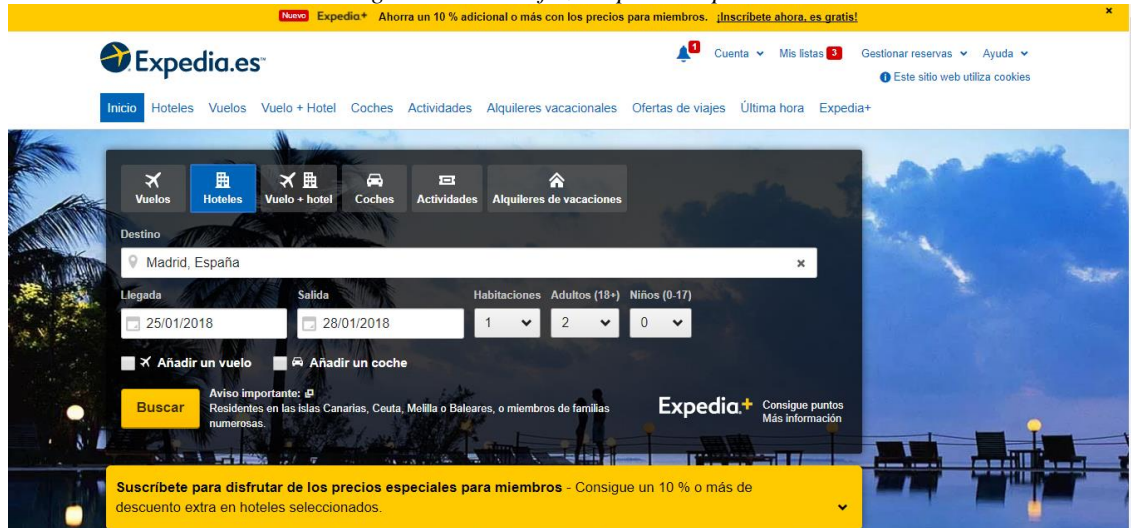 Nuevo Expedia+ Ahorra un 10 % adicional o más con los precios para miembros. ¡Inscríbete ahora, es gratis!
Expedia.es
1 Cuenta Mis listas 3 Gestionar reservas Ayuda
Este sitio web utiliza cookies
Inicio Hoteles Vuelos Vuelo + Hotel Coches Actividades Alquileres vacacionales Ofertas de viajes Última hora Expedia+
Vuelos Hoteles Vuelo + hotel Coches Actividades Alquileres de vacaciones
Destino
Madrid, España
Llegada Salida Habitaciones Adultos (18+) Niños (0-17)
25/01/2018 28/01/2018 1 2 0
Añadir un vuelo Añadir un coche
Buscar
Aviso importante:
Residentes en las islas Canarias, Ceuta, Melilla o Baleares, o miembros de familias
numerosas.
Expedia.+ Consigue puntos
Más información
Suscríbete para disfrutar de los precios especiales para miembros - Consigue un 10 % o más de
descuento extra en hoteles seleccionados.